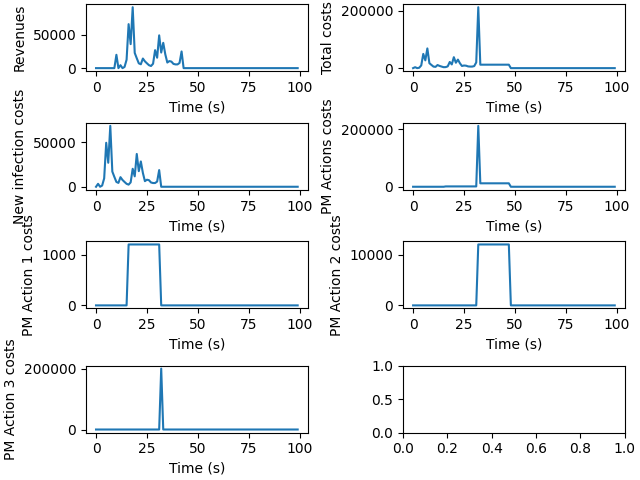 Revenues
50000
0
0 25 50 75 100
Time (s)
Total costs
200000
0
0 25 50 75 100
Time (s)
New infection costs
50000
0
0 25 50 75 100
Time (s)
PM Actions costs
200000
0
0 25 50 75 100
Time (s)
PM Action 1 costs
1000
0
0 25 50 75 100
Time (s)
PM Action 2 costs
10000
0
0 25 50 75 100
Time (s)
PM Action 3 costs
200000
0
0 25 50 75 100
Time (s)
1.0
0.5
0.0
0.0 0.2 0.4 0.6 0.8 1.0